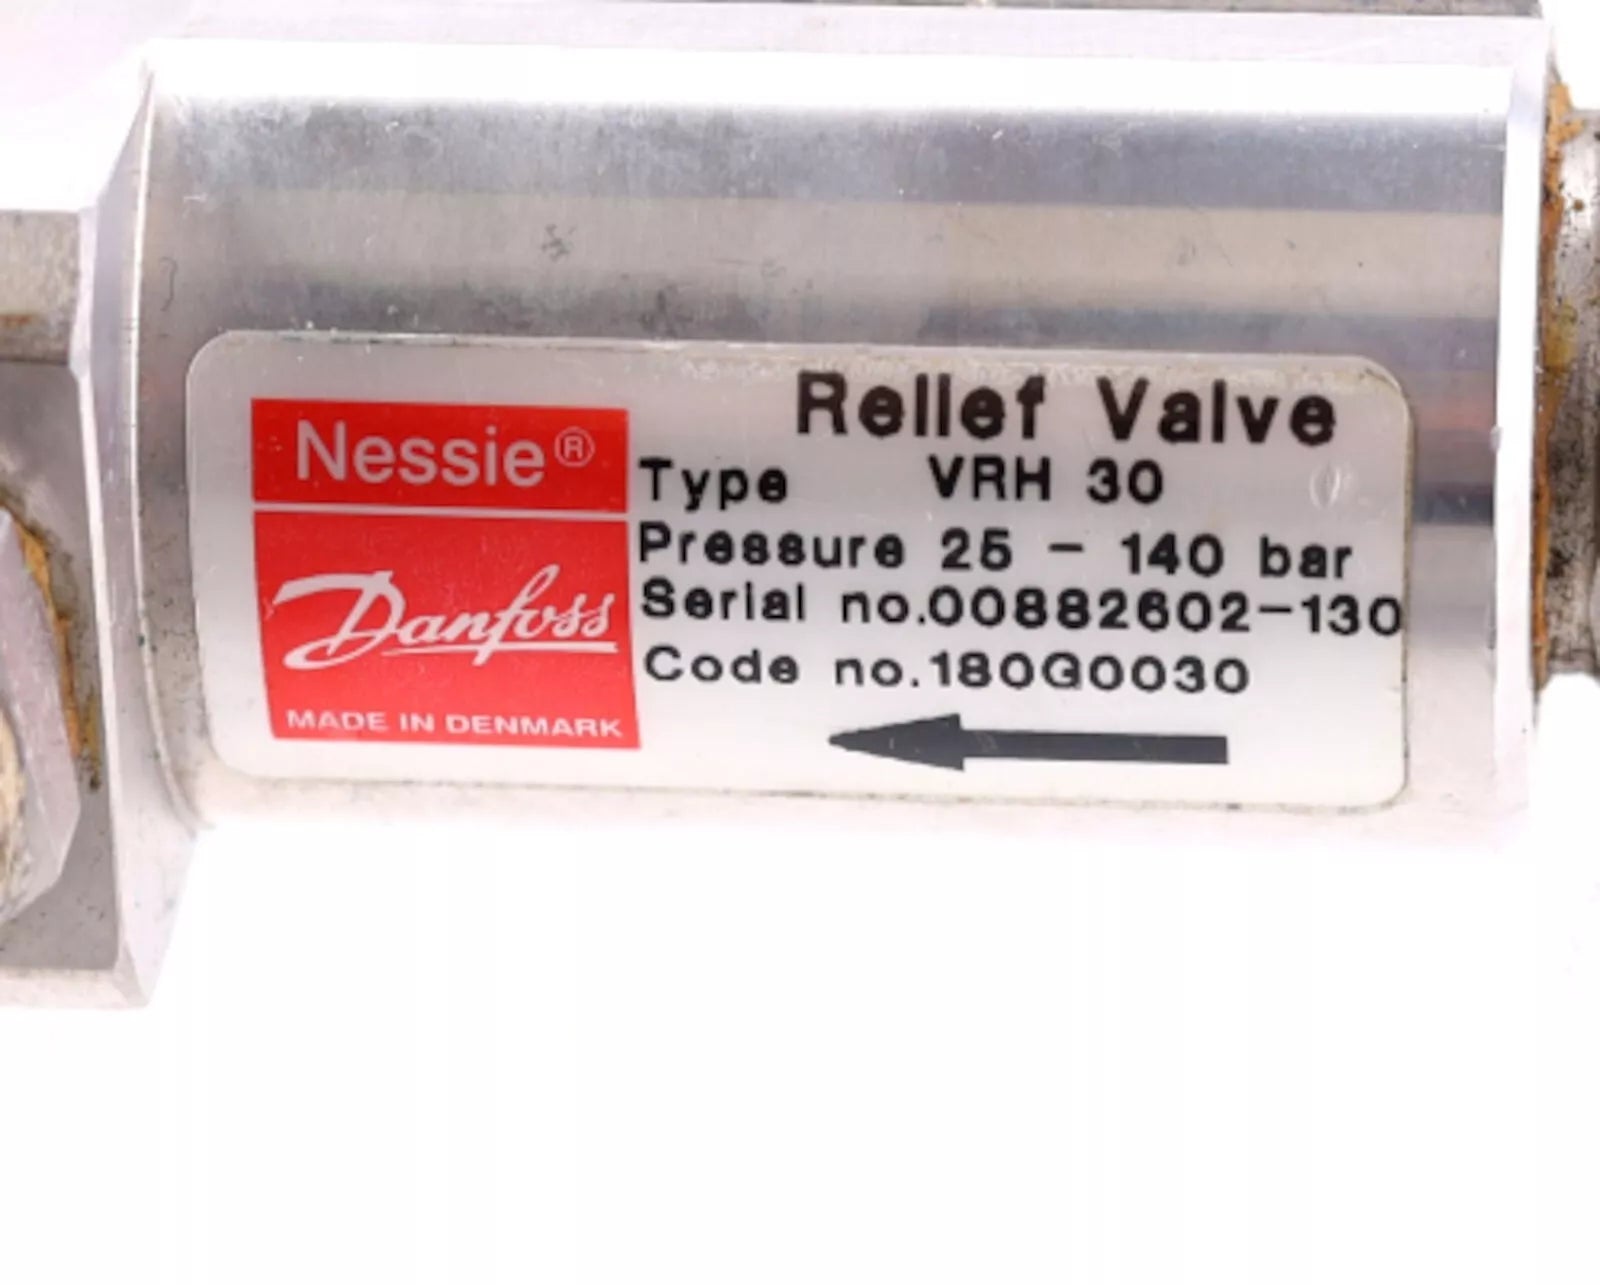 Nessie®
Danfoss
MADE IN DENMARK
Relief Valve
Type VRH 30
Pressure 25 - 140 bar
Serial no.00882602-130
Code no.180G0030